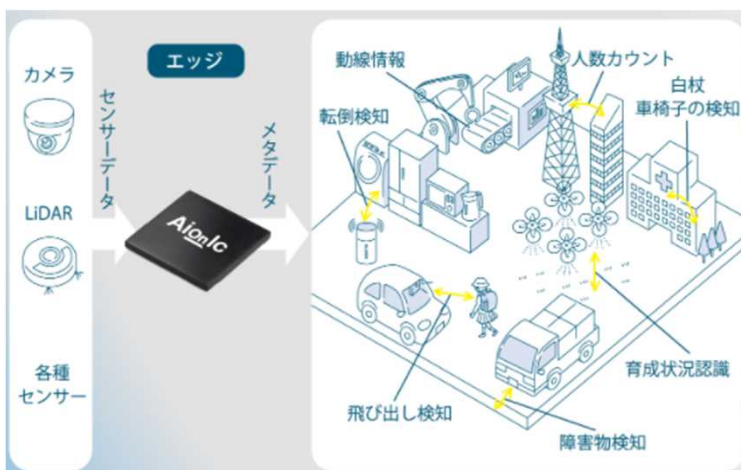 カメラ
LiDAR
各種
センサー
センサーデータ
エッジ
AionIc
メタデータ
動線情報
人数カウント
白杖
車椅子の検知
転倒検知
育成状況認識
飛び出し検知
障害物検知